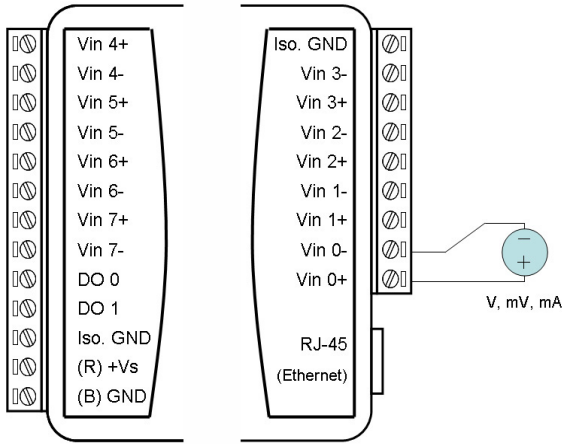 Vin 4+
Vin 4-
Vin 5+
Vin 5-
Vin 6+
Vin 6-
Vin 7+
Vin 7-
DO 0
DO 1
Iso. GND
(R) +Vs
(B) GND
Iso. GND
Vin 3-
Vin 3+
Vin 2-
Vin 2+
Vin 1-
Vin 1+
Vin 0-
Vin 0+
RJ-45
(Ethernet)
−
+
V, mV, mA